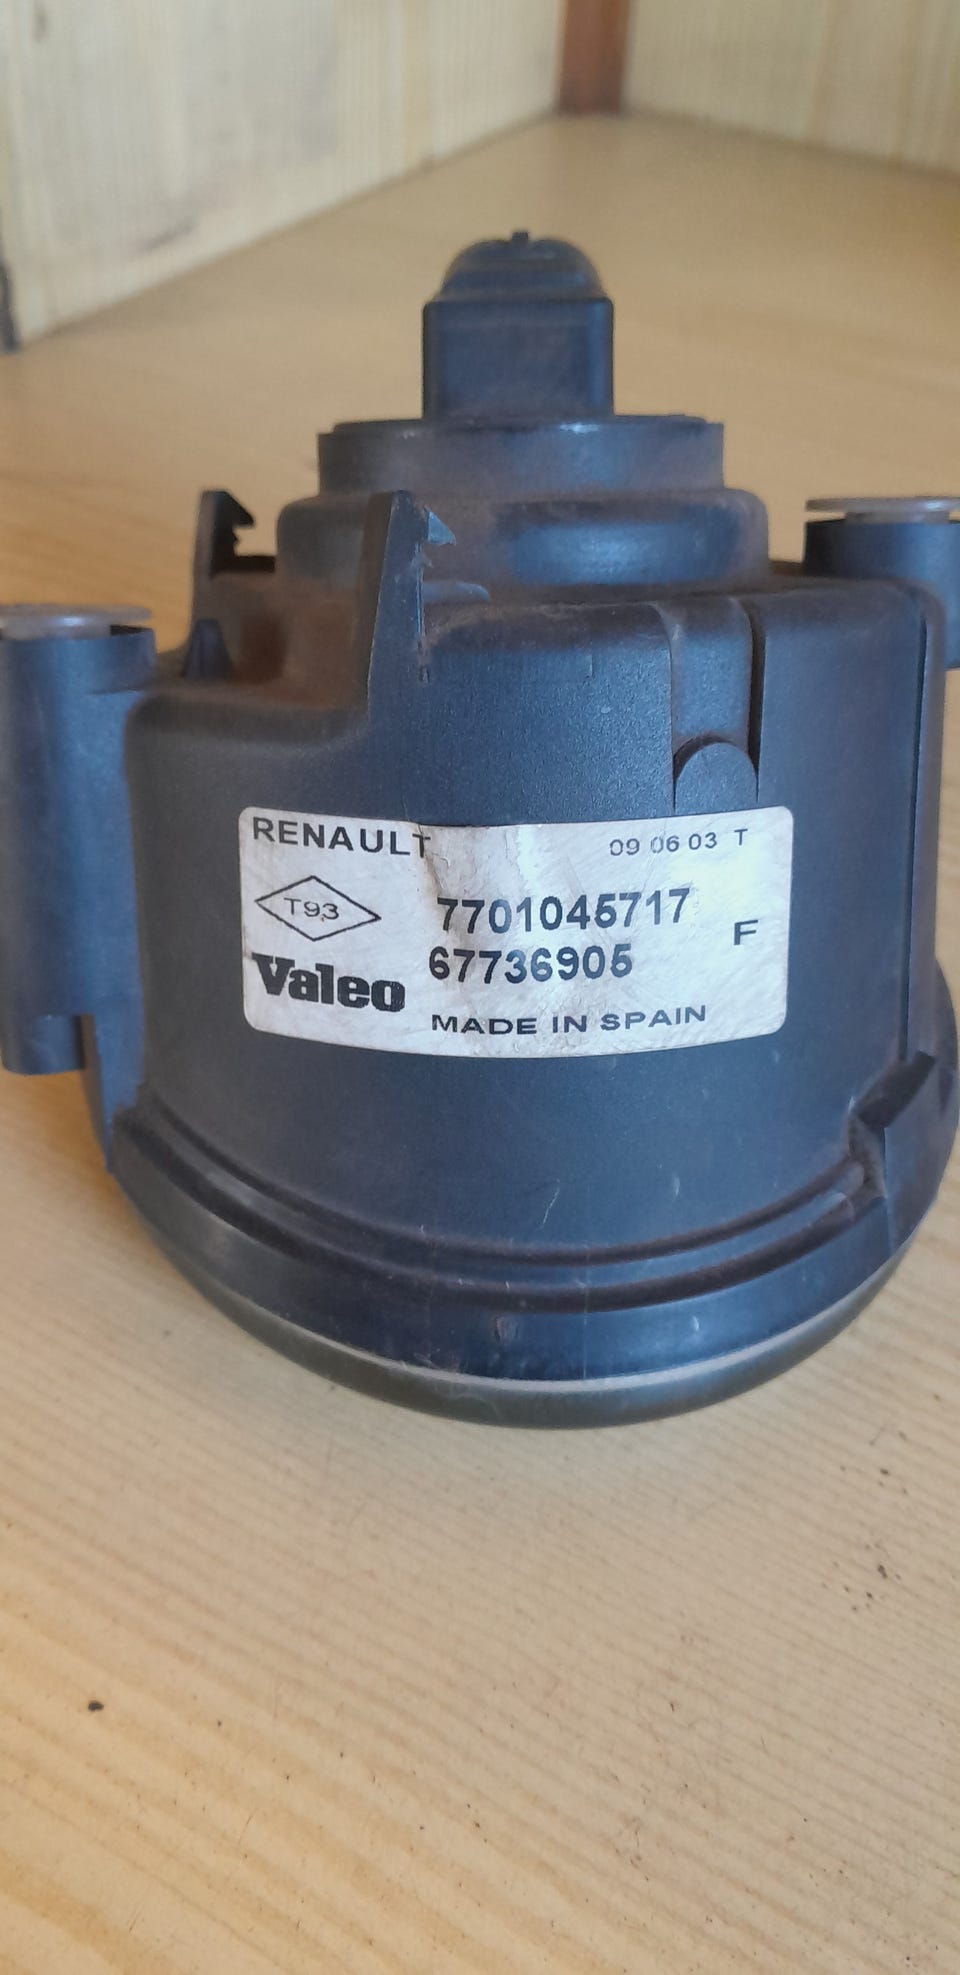 RENAULT 09 06 03 T
T93 7701045717
F
Valeo 67736905
MADE IN SPAIN